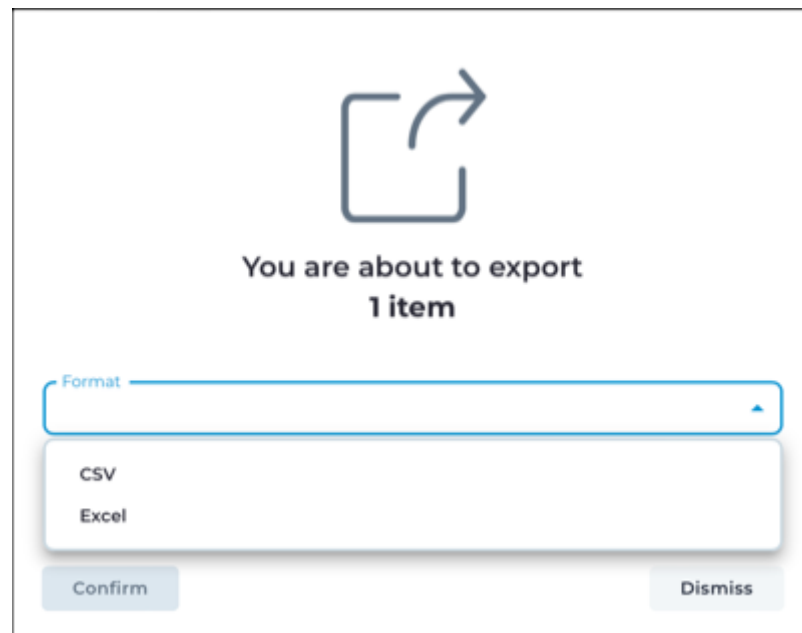 You are about to export
1 item
Format
CSV
Excel
Confirm
Dismiss